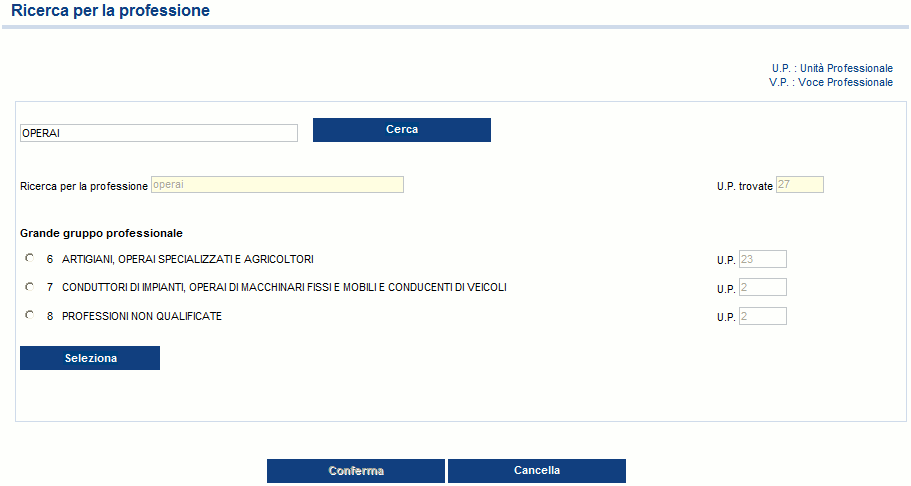 Ricerca per la professione
U.P. : Unità Professionale
V.P. : Voce Professionale
OPERAI Cerca
Ricerca per la professione operai U.P. trovate 27
Grande gruppo professionale
6 ARTIGIANI, OPERAI SPECIALIZZATI E AGRICOLTORI U.P. 23
7 CONDUTTORI DI IMPIANTI, OPERAI DI MACCHINARI FISSI E MOBILI E CONDUCENTI DI VEICOLI U.P. 2
8 PROFESSIONI NON QUALIFICATE U.P. 2
Seleziona
Conferma Cancella